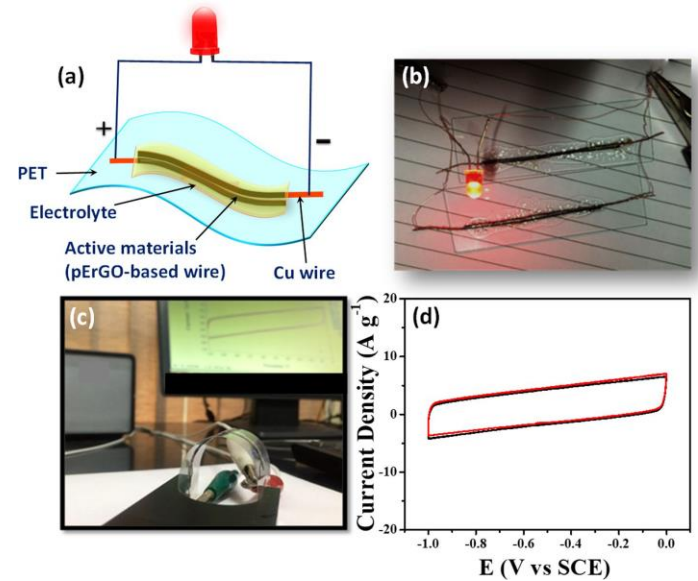 (a)
+
−
PET
Electrolyte
Active materials
(pErGO-based wire)
Cu wire
(b)
(c)
(d)
Current Density (A g⁻¹)
20
10
0
-10
-20
-1.0 -0.8 -0.6 -0.4 -0.2 0.0
E (V vs SCE)